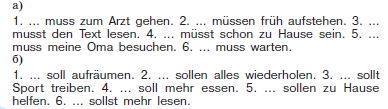 а)
1. ... muss zum Arzt gehen. 2. ... müssen früh aufstehen. 3. ...
musst den Text lesen. 4. ... müsst schon zu Hause sein. 5. ...
muss meine Oma besuchen. 6. ... muss warten.
б)
1. ... soll aufräumen. 2. ... sollen alles wiederholen. 3. ... sollt
Sport treiben. 4. ... soll mehr essen. 5. ... sollen zu Hause
helfen. 6. ... sollst mehr lesen.